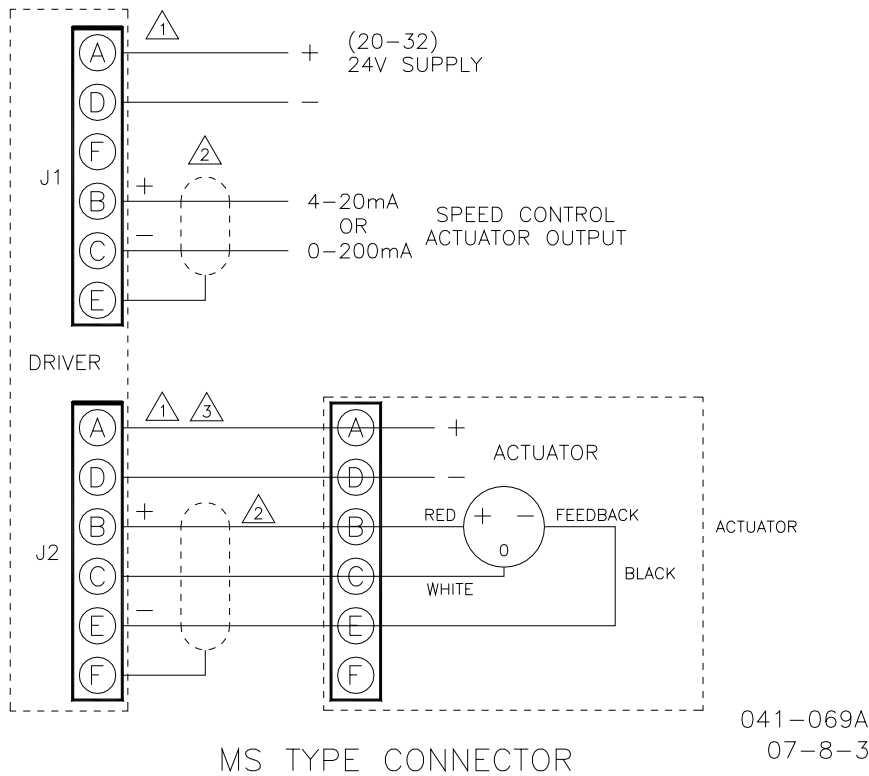 A
1
+
(20-32)
24V SUPPLY
D
-
F
2
J1
B
+
4-20mA
OR
SPEED CONTROL
ACTUATOR OUTPUT
C
-
0-200mA
E
DRIVER
A
1
3
A
+
ACTUATOR
D
D
-
B
+
2
B
RED
+
-
FEEDBACK
ACTUATOR
J2
0
C
C
WHITE
BLACK
E
-
E
F
F
041-069A
07-8-3
MS TYPE CONNECTOR